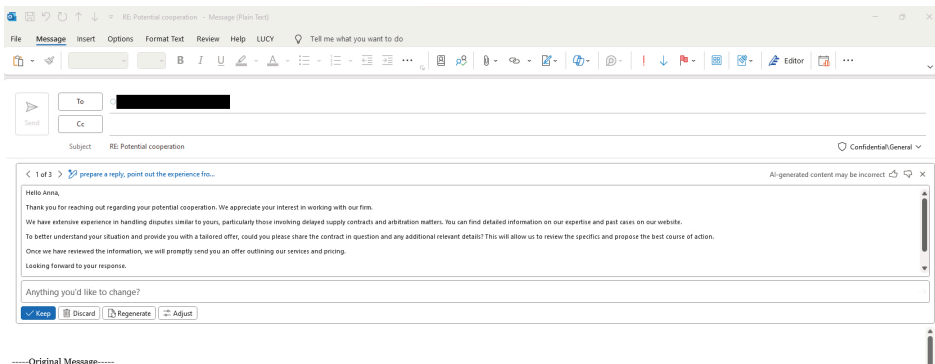 RE: Potential cooperation - Message (Plain Text)
File Message Insert Options Format Text Review Help LUCY Tell me what you want to do
B I U A Editor
To
Send
Cc
Subject RE: Potential cooperation Confidential\General
1 of 3 prepare a reply, point out the experience fro... AI-generated content may be incorrect
Hello Anna,
Thank you for reaching out regarding your potential cooperation. We appreciate your interest in working with our firm.
We have extensive experience in handling disputes similar to yours, particularly those involving delayed supply contracts and arbitration matters. You can find detailed information on our expertise and past cases on our website.
To better understand your situation and provide you with a tailored offer, could you please share the contract in question and any additional relevant details? This will allow us to review the specifics and propose the best course of action.
Once we have reviewed the information, we will promptly send you an offer outlining our services and pricing.
Looking forward to your response.
Anything you'd like to change?
Keep Discard Regenerate Adjust
-----Original Message-----